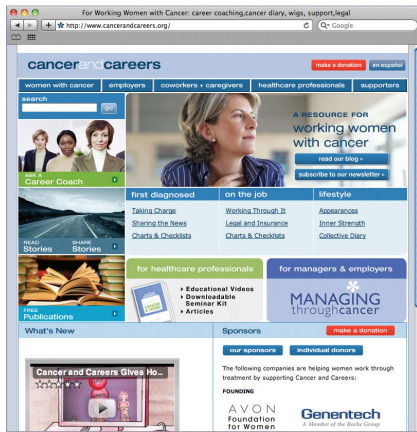 For Working Women with Cancer: career coaching,cancer diary, wigs, support,legal
http://www.cancerandcareers.org/
Google
cancerandcareers
make a donation
en español
women with cancer
employers
coworkers + caregivers
healthcare professionals
supporters
search
go
A RESOURCE FOR
working women
with cancer
read our blog »
subscribe to our newsletter »
ASK A
Career Coach
first diagnosed
on the job
lifestyle
Taking Charge
Working Through It
Appearances
Sharing the News
Legal and Insurance
Inner Strength
Charts & Checklists
Charts & Checklists
Collective Diary
READ
Stories
SHARE
Stories
for healthcare professionals
for managers & employers
Educational Videos
Downloadable
Seminar Kit
Articles
MANAGING
throughcancer
FREE
Publications
What's New
Sponsors
make a donation
our sponsors
individual donors
Cancer and Careers Gives Ho...
The following companies are helping women work through
treatment by supporting Cancer and Careers:
FOUNDING
AVON
Foundation
for Women
Genentech
A Member of the Roche Group